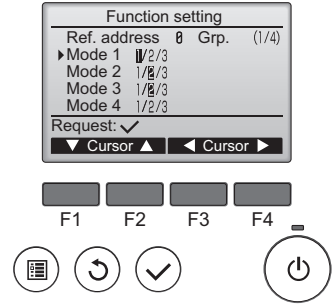 Function setting
Ref. address 0 Grp. (1/4)
▶Mode 1 1/2/3
Mode 2 1/2/3
Mode 3 1/2/3
Mode 4 1/2/3
Request: ✓
▼ Cursor ▲ ◀ Cursor ▶
F1 F2 F3 F4